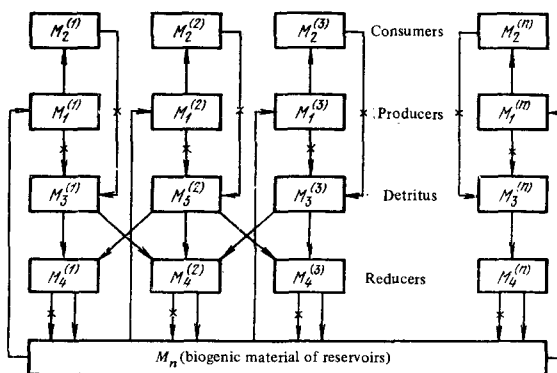 M₂⁽¹⁾ M₂⁽²⁾ M₂⁽³⁾ Consumers M₂⁽ⁿ⁾
M₁⁽¹⁾ M₁⁽²⁾ M₁⁽³⁾ Producers M₁⁽ⁿ⁾
M₃⁽¹⁾ M₅⁽²⁾ M₃⁽³⁾ Detritus M₃⁽ⁿ⁾
M₄⁽¹⁾ M₄⁽²⁾ M₄⁽³⁾ Reducers M₄⁽ⁿ⁾
Mₙ (biogenic material of reservoirs)